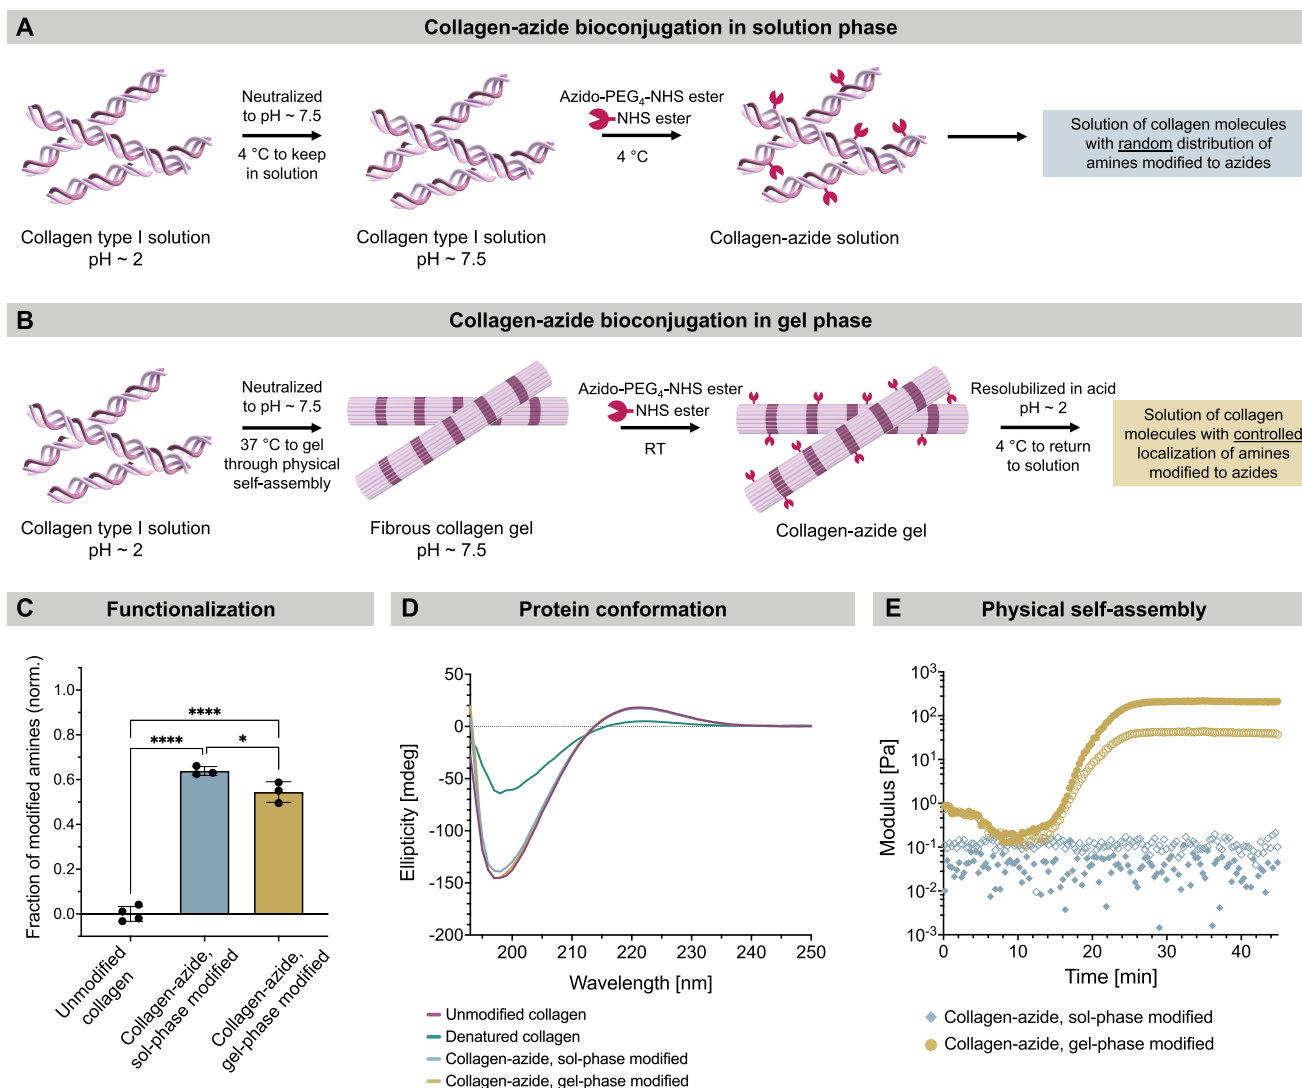 A Collagen-azide bioconjugation in solution phase
Neutralized
to pH ~ 7.5
4 °C to keep
in solution
Azido-PEG₄-NHS ester
NHS ester
4 °C
Solution of collagen molecules
with random distribution of
amines modified to azides
Collagen type I solution
pH ~ 2
Collagen type I solution
pH ~ 7.5
Collagen-azide solution
B Collagen-azide bioconjugation in gel phase
Neutralized
to pH ~ 7.5
37 °C to gel
through physical
self-assembly
Azido-PEG₄-NHS ester
NHS ester
RT
Resolubilized in acid
pH ~ 2
4 °C to return
to solution
Solution of collagen
molecules with controlled
localization of amines
modified to azides
Collagen type I solution
pH ~ 2
Fibrous collagen gel
pH ~ 7.5
Collagen-azide gel
C Functionalization
Fraction of modified amines (norm.)
1.0
0.8
0.6
0.4
0.2
0.0
****
****
*
Unmodified
collagen
Collagen-azide,
sol-phase modified
Collagen-azide,
gel-phase modified
D Protein conformation
Ellipticity [mdeg]
50
0
-50
-100
-150
-200
200
210
220
230
240
250
Wavelength [nm]
Unmodified collagen
Denatured collagen
Collagen-azide, sol-phase modified
Collagen-azide, gel-phase modified
E Physical self-assembly
Modulus [Pa]
10³
10²
10¹
10⁰
10⁻¹
10⁻²
10⁻³
0
10
20
30
40
Time [min]
Collagen-azide, sol-phase modified
Collagen-azide, gel-phase modified